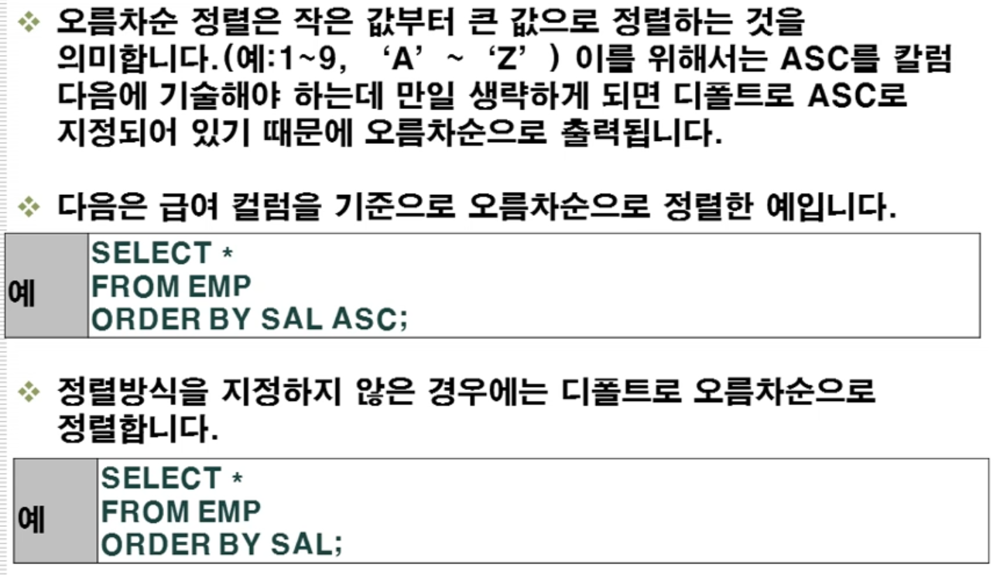 오름차순 정렬은 작은 값부터 큰 값으로 정렬하는 것을
의미합니다.(예:1~9, ‘A’ ~ ‘Z’ ) 이를 위해서는 ASC를 칼럼
다음에 기술해야 하는데 만일 생략하게 되면 디폴트로 ASC로
지정되어 있기 때문에 오름차순으로 출력됩니다.
다음은 급여 컬럼을 기준으로 오름차순으로 정렬한 예입니다.
예
SELECT *
FROM EMP
ORDER BY SAL ASC;
정렬방식을 지정하지 않은 경우에는 디폴트로 오름차순으로
정렬합니다.
예
SELECT *
FROM EMP
ORDER BY SAL;